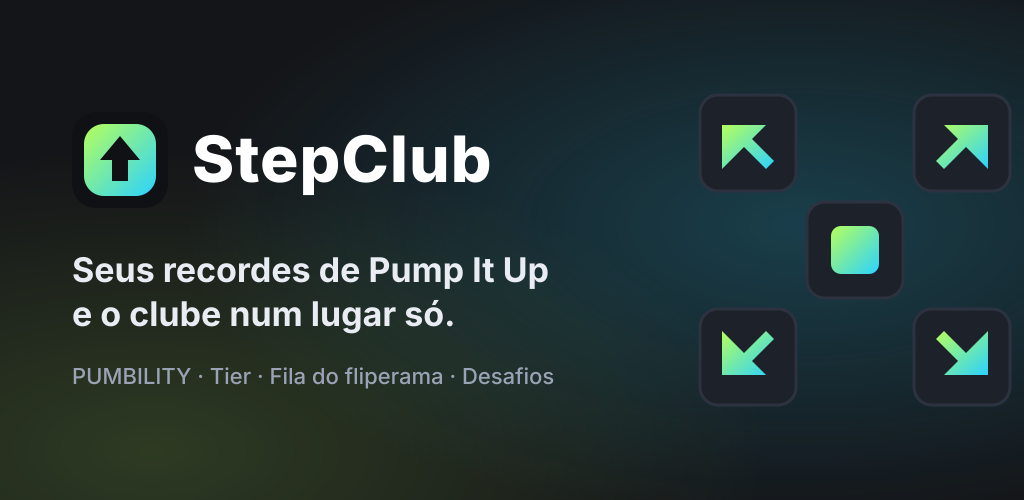 StepClub
Seus recordes de Pump It Up
e o clube num lugar só.
PUMBILITY · Tier · Fila do fliperama · Desafios